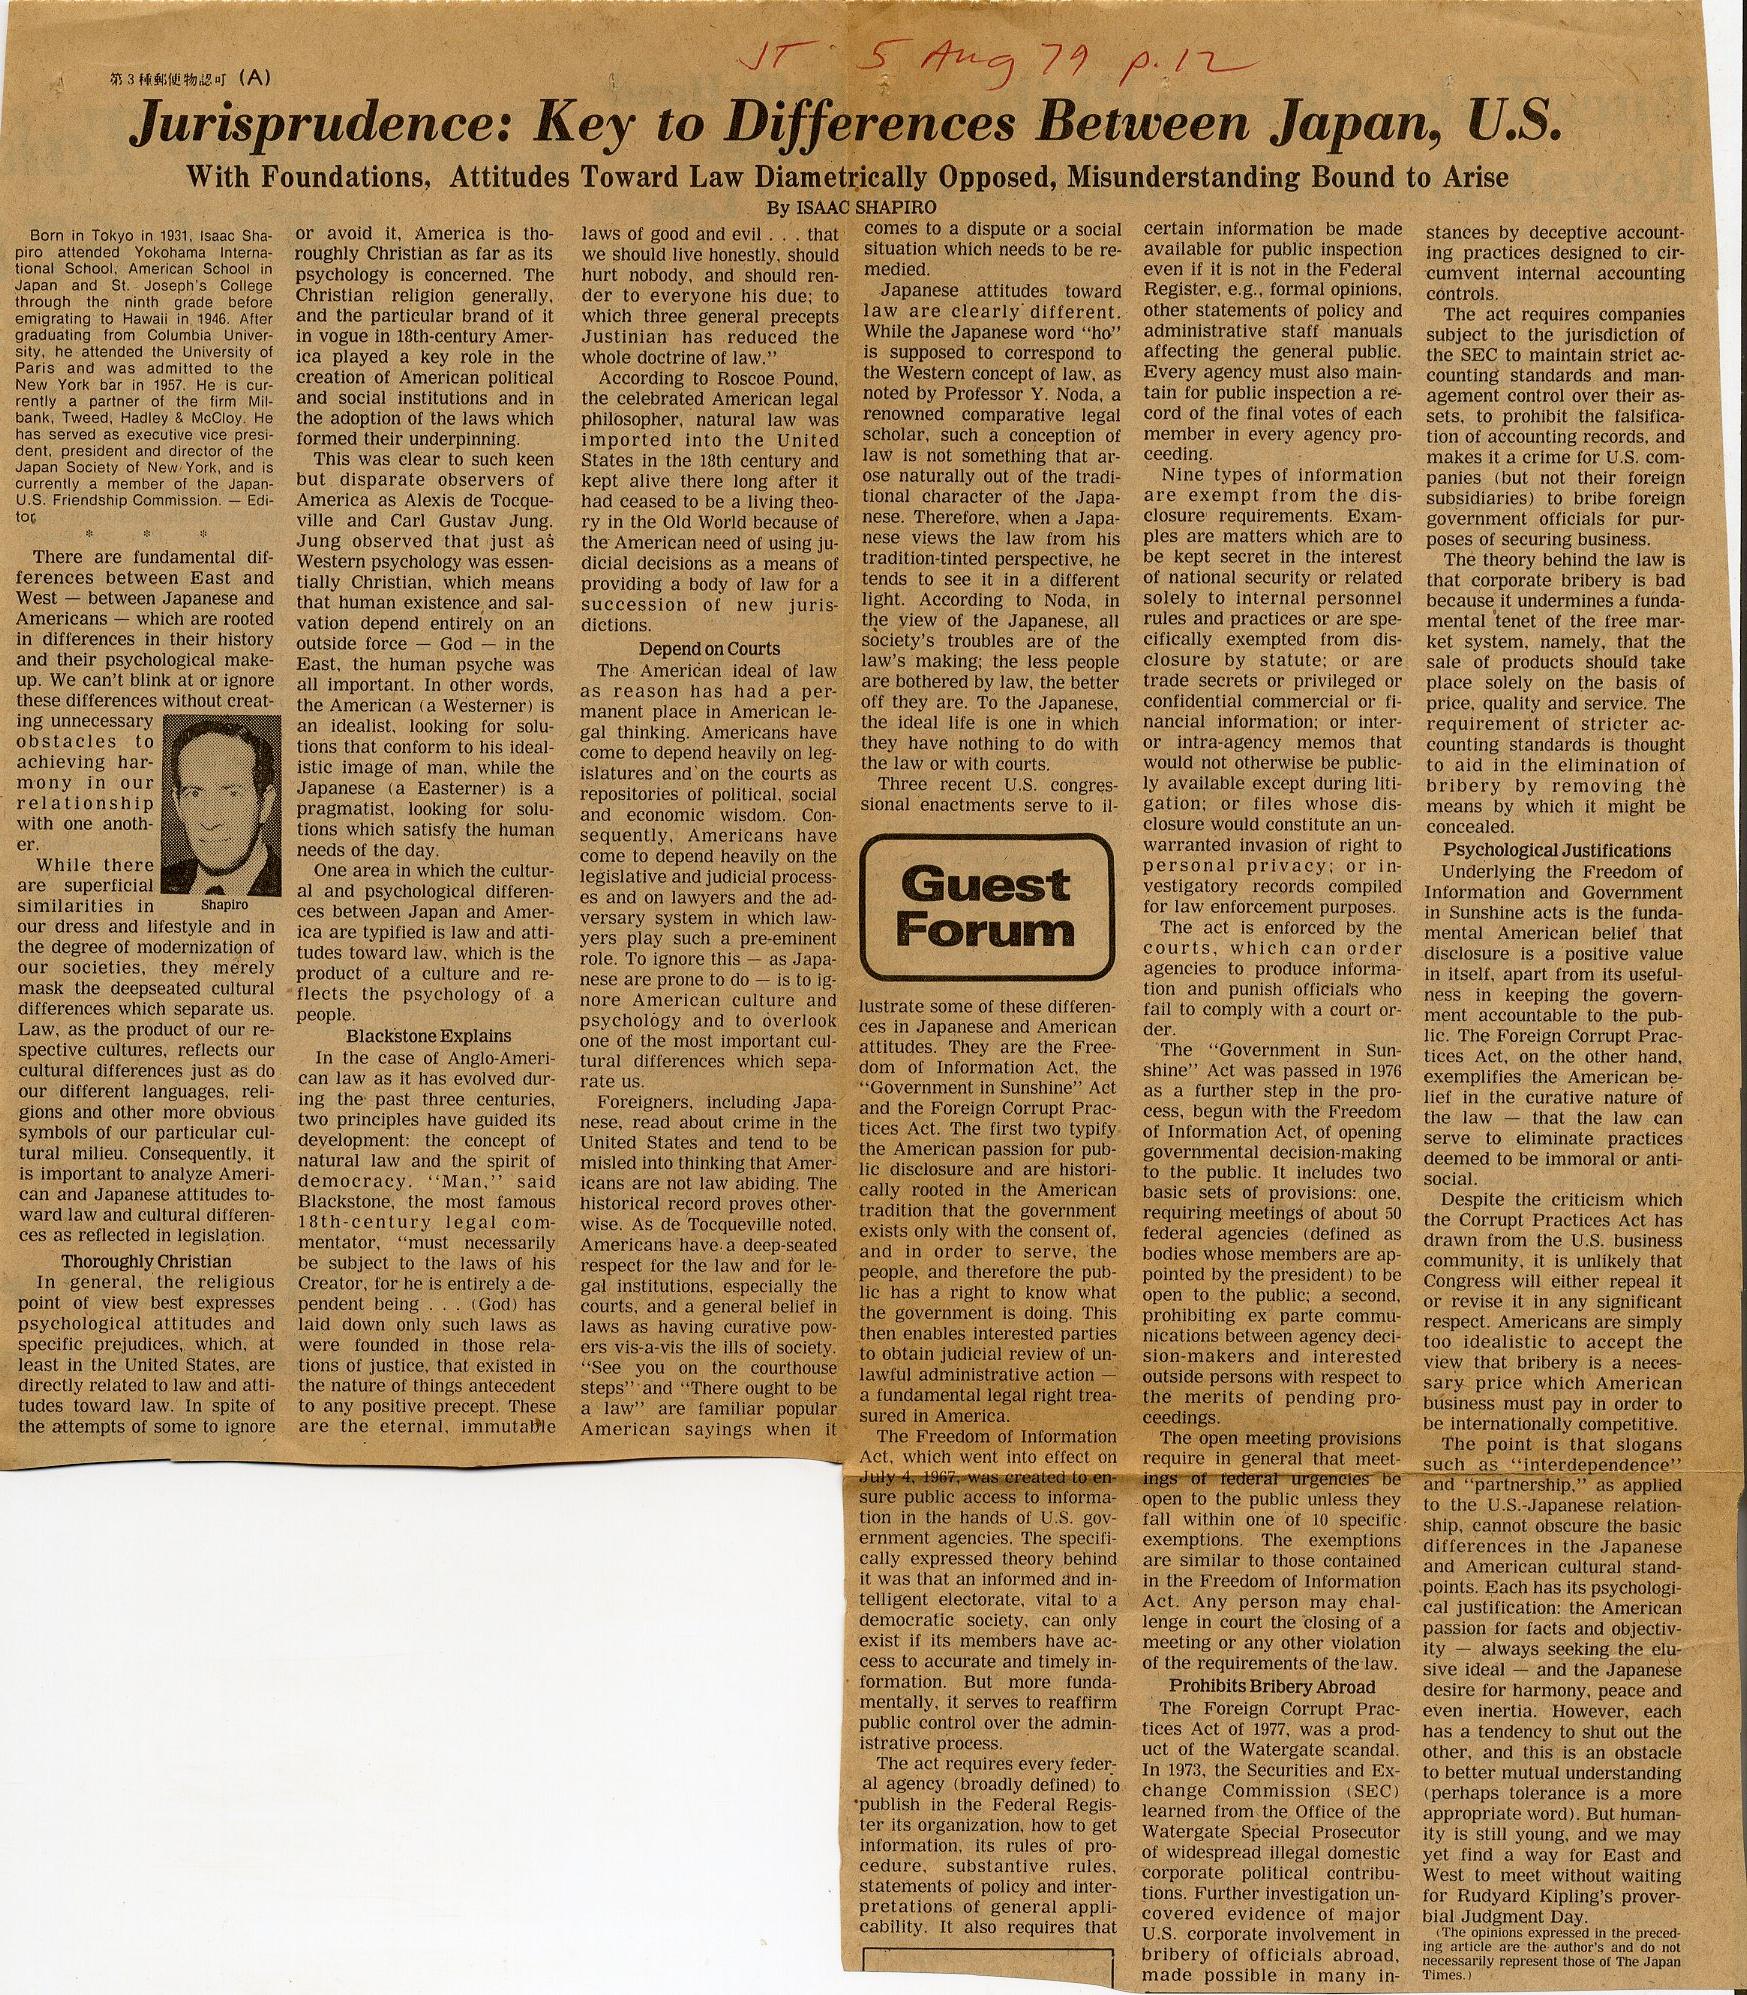 JT 5 Aug 79 p.12
第3種郵便物認可 (A)
Jurisprudence: Key to Differences Between Japan, U.S.
With Foundations, Attitudes Toward Law Diametrically Opposed, Misunderstanding Bound to Arise
By ISAAC SHAPIRO
Born in Tokyo in 1931, Isaac Sha-
piro attended Yokohama Interna-
tional School, American School in
Japan and St. Joseph's College
through the ninth grade before
emigrating to Hawaii in 1946. After
graduating from Columbia Univer-
sity, he attended the University of
Paris and was admitted to the
New York bar in 1957. He is cur-
rently a partner of the firm Mil-
bank, Tweed, Hadley & McCloy. He
has served as executive vice presi-
dent, president and director of the
Japan Society of New York, and is
currently a member of the Japan-
U.S. Friendship Commission. — Edi-
tor
* * *
There are fundamental dif-
ferences between East and
West — between Japanese and
Americans — which are rooted
in differences in their history
and their psychological make-
up. We can't blink at or ignore
these differences without creat-
ing unnecessary
obstacles to
achieving har-
mony in our
relationship
with one anoth-
er.
While there
are superficial
similarities in
Shapiro
our dress and lifestyle and in
the degree of modernization of
our societies, they merely
mask the deepseated cultural
differences which separate us.
Law, as the product of our re-
spective cultures, reflects our
cultural differences just as do
our different languages, reli-
gions and other more obvious
symbols of our particular cul-
tural milieu. Consequently, it
is important to analyze Ameri-
can and Japanese attitudes to-
ward law and cultural differen-
ces as reflected in legislation.
Thoroughly Christian
In general, the religious
point of view best expresses
psychological attitudes and
specific prejudices, which, at
least in the United States, are
directly related to law and atti-
tudes toward law. In spite of
the attempts of some to ignore
or avoid it, America is tho-
roughly Christian as far as its
psychology is concerned. The
Christian religion generally,
and the particular brand of it
in vogue in 18th-century Amer-
ica played a key role in the
creation of American political
and social institutions and in
the adoption of the laws which
formed their underpinning.
This was clear to such keen
but disparate observers of
America as Alexis de Tocque-
ville and Carl Gustav Jung.
Jung observed that just as
Western psychology was essen-
tially Christian, which means
that human existence and sal-
vation depend entirely on an
outside force — God — in the
East, the human psyche was
all important. In other words,
the American (a Westerner) is
an idealist, looking for solu-
tions that conform to his ideal-
istic image of man, while the
Japanese (a Easterner) is a
pragmatist, looking for solu-
tions which satisfy the human
needs of the day.
One area in which the cultur-
al and psychological differen-
ces between Japan and Amer-
ica are typified is law and atti-
tudes toward law, which is the
product of a culture and re-
flects the psychology of a
people.
Blackstone Explains
In the case of Anglo-Ameri-
can law as it has evolved dur-
ing the past three centuries,
two principles have guided its
development: the concept of
natural law and the spirit of
democracy. "Man," said
Blackstone, the most famous
18th-century legal com-
mentator, "must necessarily
be subject to the laws of his
Creator, for he is entirely a de-
pendent being . . . (God) has
laid down only such laws as
were founded in those rela-
tions of justice, that existed in
the nature of things antecedent
to any positive precept. These
are the eternal, immutable
laws of good and evil . . . that
we should live honestly, should
hurt nobody, and should ren-
der to everyone his due; to
which three general precepts
Justinian has reduced the
whole doctrine of law."
According to Roscoe Pound,
the celebrated American legal
philosopher, natural law was
imported into the United
States in the 18th century and
kept alive there long after it
had ceased to be a living theo-
ry in the Old World because of
the American need of using ju-
dicial decisions as a means of
providing a body of law for a
succession of new juris-
dictions.
Depend on Courts
The American ideal of law
as reason has had a per-
manent place in American le-
gal thinking. Americans have
come to depend heavily on leg-
islatures and on the courts as
repositories of political, social
and economic wisdom. Con-
sequently, Americans have
come to depend heavily on the
legislative and judicial process-
es and on lawyers and the ad-
versary system in which law-
yers play such a pre-eminent
role. To ignore this — as Japa-
nese are prone to do — is to ig-
nore American culture and
psychology and to overlook
one of the most important cul-
tural differences which sepa-
rate us.
Foreigners, including Japa-
nese, read about crime in the
United States and tend to be
misled into thinking that Amer-
icans are not law abiding. The
historical record proves other-
wise. As de Tocqueville noted,
Americans have a deep-seated
respect for the law and for le-
gal institutions, especially the
courts, and a general belief in
laws as having curative pow-
ers vis-a-vis the ills of society.
"See you on the courthouse
steps" and "There ought to be
a law" are familiar popular
American sayings when it
comes to a dispute or a social
situation which needs to be re-
medied.
Japanese attitudes toward
law are clearly different.
While the Japanese word "ho"
is supposed to correspond to
the Western concept of law, as
noted by Professor Y. Noda, a
renowned comparative legal
scholar, such a conception of
law is not something that ar-
ose naturally out of the tradi-
tional character of the Japa-
nese. Therefore, when a Japa-
nese views the law from his
tradition-tinted perspective, he
tends to see it in a different
light. According to Noda, in
the view of the Japanese, all
society's troubles are of the
law's making; the less people
are bothered by law, the better
off they are. To the Japanese,
the ideal life is one in which
they have nothing to do with
the law or with courts.
Three recent U.S. congres-
sional enactments serve to il-
Guest
Forum
lustrate some of these differen-
ces in Japanese and American
attitudes. They are the Free-
dom of Information Act, the
"Government in Sunshine" Act
and the Foreign Corrupt Prac-
tices Act. The first two typify
the American passion for pub-
lic disclosure and are histori-
cally rooted in the American
tradition that the government
exists only with the consent of,
and in order to serve, the
people, and therefore the pub-
lic has a right to know what
the government is doing. This
then enables interested parties
to obtain judicial review of un-
lawful administrative action —
a fundamental legal right trea-
sured in America.
The Freedom of Information
Act, which went into effect on
July 4, 1967, was created to en-
sure public access to informa-
tion in the hands of U.S. gov-
ernment agencies. The specifi-
cally expressed theory behind
it was that an informed and in-
telligent electorate, vital to a
democratic society, can only
exist if its members have ac-
cess to accurate and timely in-
formation. But more funda-
mentally, it serves to reaffirm
public control over the admin-
istrative process.
The act requires every feder-
al agency (broadly defined) to
publish in the Federal Regis-
ter its organization, how to get
information, its rules of pro-
cedure, substantive rules,
statements of policy and inter-
pretations of general appli-
cability. It also requires that
certain information be made
available for public inspection
even if it is not in the Federal
Register, e.g., formal opinions,
other statements of policy and
administrative staff manuals
affecting the general public.
Every agency must also main-
tain for public inspection a re-
cord of the final votes of each
member in every agency pro-
ceeding.
Nine types of information
are exempt from the dis-
closure requirements. Exam-
ples are matters which are to
be kept secret in the interest
of national security or related
solely to internal personnel
rules and practices or are spe-
cifically exempted from dis-
closure by statute; or are
trade secrets or privileged or
confidential commercial or fi-
nancial information; or inter-
or intra-agency memos that
would not otherwise be public-
ly available except during liti-
gation; or files whose dis-
closure would constitute an un-
warranted invasion of right to
personal privacy; or in-
vestigatory records compiled
for law enforcement purposes.
The act is enforced by the
courts, which can order
agencies to produce informa-
tion and punish officials who
fail to comply with a court or-
der.
The "Government in Sun-
shine" Act was passed in 1976
as a further step in the pro-
cess, begun with the Freedom
of Information Act, of opening
governmental decision-making
to the public. It includes two
basic sets of provisions: one,
requiring meetings of about 50
federal agencies (defined as
bodies whose members are ap-
pointed by the president) to be
open to the public; a second,
prohibiting ex parte commu-
nications between agency deci-
sion-makers and interested
outside persons with respect to
the merits of pending pro-
ceedings.
The open meeting provisions
require in general that meet-
ings of federal urgencies be
open to the public unless they
fall within one of 10 specific
exemptions. The exemptions
are similar to those contained
in the Freedom of Information
Act. Any person may chal-
lenge in court the closing of a
meeting or any other violation
of the requirements of the law.
Prohibits Bribery Abroad
The Foreign Corrupt Prac-
tices Act of 1977, was a prod-
uct of the Watergate scandal.
In 1973, the Securities and Ex-
change Commission (SEC)
learned from the Office of the
Watergate Special Prosecutor
of widespread illegal domestic
corporate political contribu-
tions. Further investigation un-
covered evidence of major
U.S. corporate involvement in
bribery of officials abroad,
made possible in many in-
stances by deceptive account-
ing practices designed to cir-
cumvent internal accounting
controls.
The act requires companies
subject to the jurisdiction of
the SEC to maintain strict ac-
counting standards and man-
agement control over their as-
sets, to prohibit the falsifica-
tion of accounting records, and
makes it a crime for U.S. com-
panies (but not their foreign
subsidiaries) to bribe foreign
government officials for pur-
poses of securing business.
The theory behind the law is
that corporate bribery is bad
because it undermines a funda-
mental tenet of the free mar-
ket system, namely, that the
sale of products should take
place solely on the basis of
price, quality and service. The
requirement of stricter ac-
counting standards is thought
to aid in the elimination of
bribery by removing the
means by which it might be
concealed.
Psychological Justifications
Underlying the Freedom of
Information and Government
in Sunshine acts is the funda-
mental American belief that
disclosure is a positive value
in itself, apart from its useful-
ness in keeping the govern-
ment accountable to the pub-
lic. The Foreign Corrupt Prac-
tices Act, on the other hand,
exemplifies the American be-
lief in the curative nature of
the law — that the law can
serve to eliminate practices
deemed to be immoral or anti-
social.
Despite the criticism which
the Corrupt Practices Act has
drawn from the U.S. business
community, it is unlikely that
Congress will either repeal it
or revise it in any significant
respect. Americans are simply
too idealistic to accept the
view that bribery is a neces-
sary price which American
business must pay in order to
be internationally competitive.
The point is that slogans
such as "interdependence"
and "partnership," as applied
to the U.S.-Japanese relation-
ship, cannot obscure the basic
differences in the Japanese
and American cultural stand-
points. Each has its psychologi-
cal justification: the American
passion for facts and objectiv-
ity — always seeking the elu-
sive ideal — and the Japanese
desire for harmony, peace and
even inertia. However, each
has a tendency to shut out the
other, and this is an obstacle
to better mutual understanding
(perhaps tolerance is a more
appropriate word). But human-
ity is still young, and we may
yet find a way for East and
West to meet without waiting
for Rudyard Kipling's prover-
bial Judgment Day.
(The opinions expressed in the preced-
ing article are the author's and do not
necessarily represent those of The Japan
Times.)